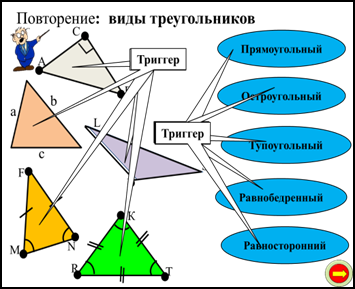 Повторение: виды треугольников
C
A
Триггер
Прямоугольный
Остроугольный
a
b
c
L
Триггер
Тупоугольный
F
Равнобедренный
M
N
K
R
T
Равносторонний